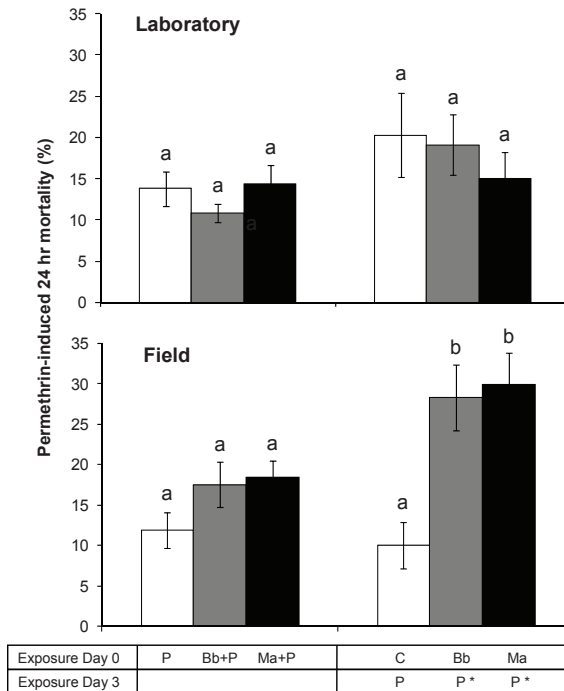 Permethrin-induced 24 hr mortality (%)
Laboratory
35
30
25
20
15
10
5
0
a a a a a a
a
Field
35
30
25
20
15
10
5
0
a a a a b b
Exposure Day 0 P Bb+P Ma+P C Bb Ma
Exposure Day 3 P P * P *